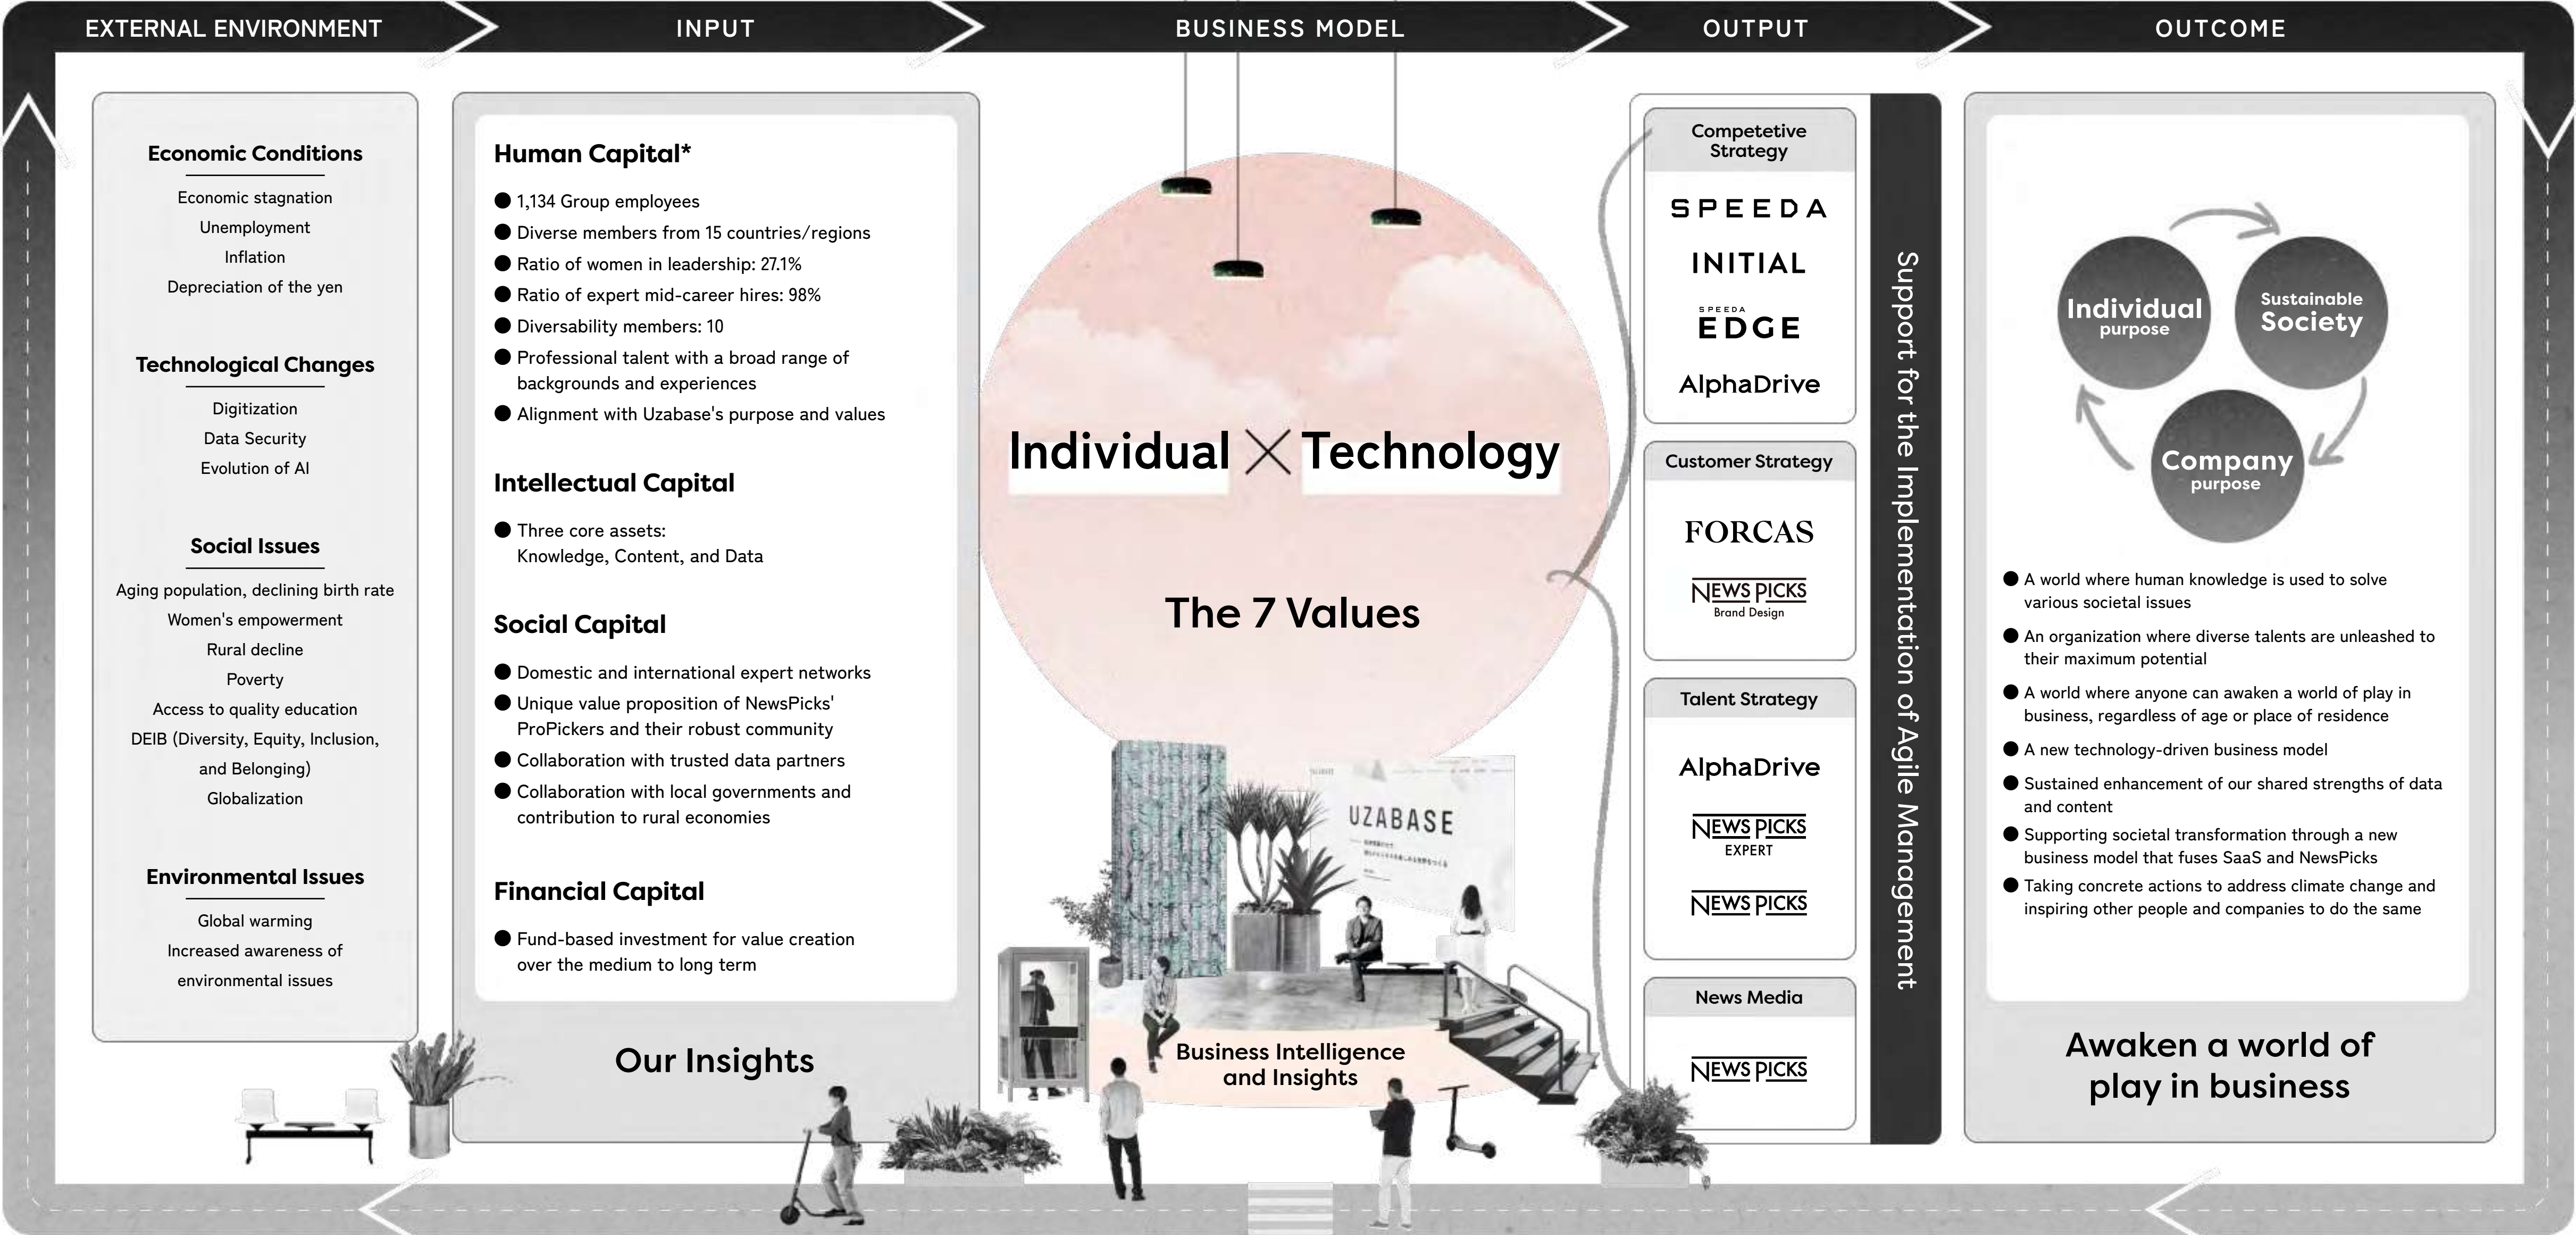 EXTERNAL ENVIRONMENT
INPUT
BUSINESS MODEL
OUTPUT
OUTCOME
Economic Conditions
Economic stagnation
Unemployment
Inflation
Depreciation of the yen
Technological Changes
Digitization
Data Security
Evolution of AI
Social Issues
Aging population, declining birth rate
Women's empowerment
Rural decline
Poverty
Access to quality education
DEIB (Diversity, Equity, Inclusion,
and Belonging)
Globalization
Environmental Issues
Global warming
Increased awareness of
environmental issues
Human Capital*
● 1,134 Group employees
● Diverse members from 15 countries/regions
● Ratio of women in leadership: 27.1%
● Ratio of expert mid-career hires: 98%
● Diversability members: 10
● Professional talent with a broad range of
backgrounds and experiences
● Alignment with Uzabase's purpose and values
Intellectual Capital
● Three core assets:
Knowledge, Content, and Data
Social Capital
● Domestic and international expert networks
● Unique value proposition of NewsPicks'
ProPickers and their robust community
● Collaboration with trusted data partners
● Collaboration with local governments and
contribution to rural economies
Financial Capital
● Fund-based investment for value creation
over the medium to long term
Our Insights
Individual × Technology
The 7 Values
UZABASE
Business Intelligence
and Insights
Competetive
Strategy
SPEEDA
INITIAL
SPEEDA
EDGE
AlphaDrive
Customer Strategy
FORCAS
NEWS PICKS
Brand Design
Talent Strategy
AlphaDrive
NEWS PICKS
EXPERT
NEWS PICKS
News Media
NEWS PICKS
Support for the Implementation of Agile Management
Individual
purpose
Sustainable
Society
Company
purpose
● A world where human knowledge is used to solve
various societal issues
● An organization where diverse talents are unleashed to
their maximum potential
● A world where anyone can awaken a world of play in
business, regardless of age or place of residence
● A new technology-driven business model
● Sustained enhancement of our shared strengths of data
and content
● Supporting societal transformation through a new
business model that fuses SaaS and NewsPicks
● Taking concrete actions to address climate change and
inspiring other people and companies to do the same
Awaken a world of
play in business